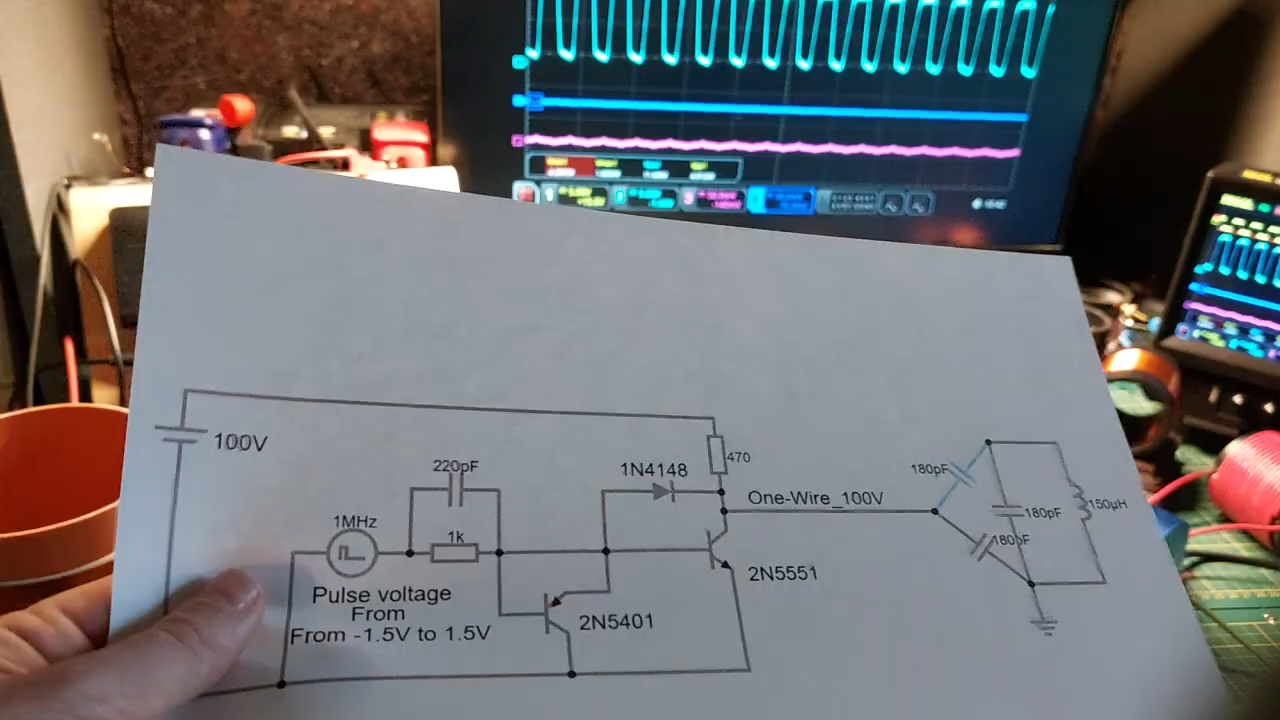 100V
220pF
1MHz
1k
Pulse voltage
From
From -1.5V to 1.5V
1N4148
470
One-Wire_100V
2N5551
2N5401
180pF
180pF
180pF
150µH